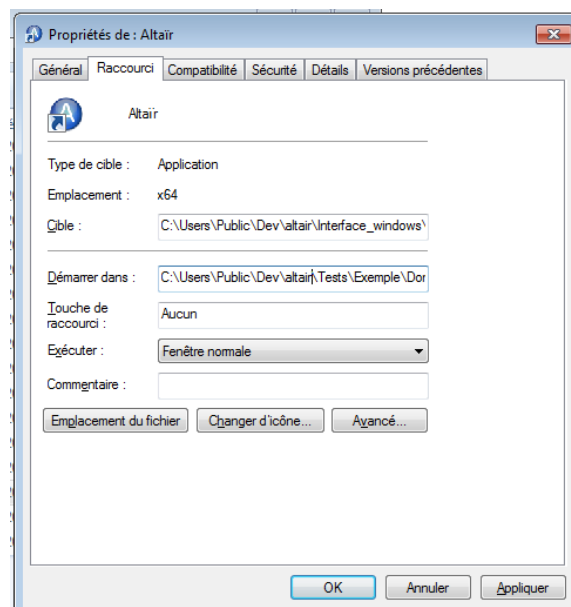 Propriétés de : Altaïr
Général Raccourci Compatibilité Sécurité Détails Versions précédentes
Altaïr
Type de cible : Application
Emplacement : x64
Cible : C:\Users\Public\Dev\altair\Interface_windows\
Démarrer dans : C:\Users\Public\Dev\altair\Tests\Exemple\Dor
Touche de
raccourci : Aucun
Exécuter : Fenêtre normale
Commentaire :
Emplacement du fichier Changer d'icône... Avancé...
OK Annuler Appliquer